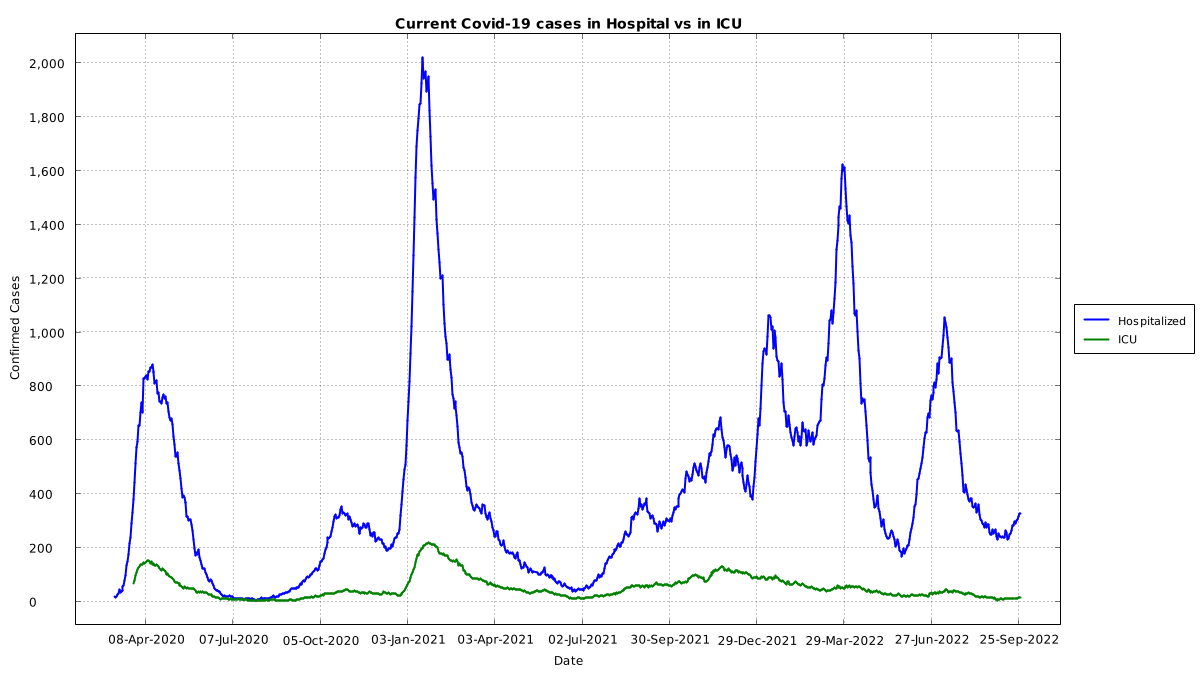 Current Covid-19 cases in Hospital vs in ICU
2,000
1,800
1,600
1,400
1,200
1,000
800
600
400
200
0
Confirmed Cases
08-Apr-2020 07-Jul-2020 05-Oct-2020 03-Jan-2021 03-Apr-2021 02-Jul-2021 30-Sep-2021 29-Dec-2021 29-Mar-2022 27-Jun-2022 25-Sep-2022
Date
Hospitalized
ICU